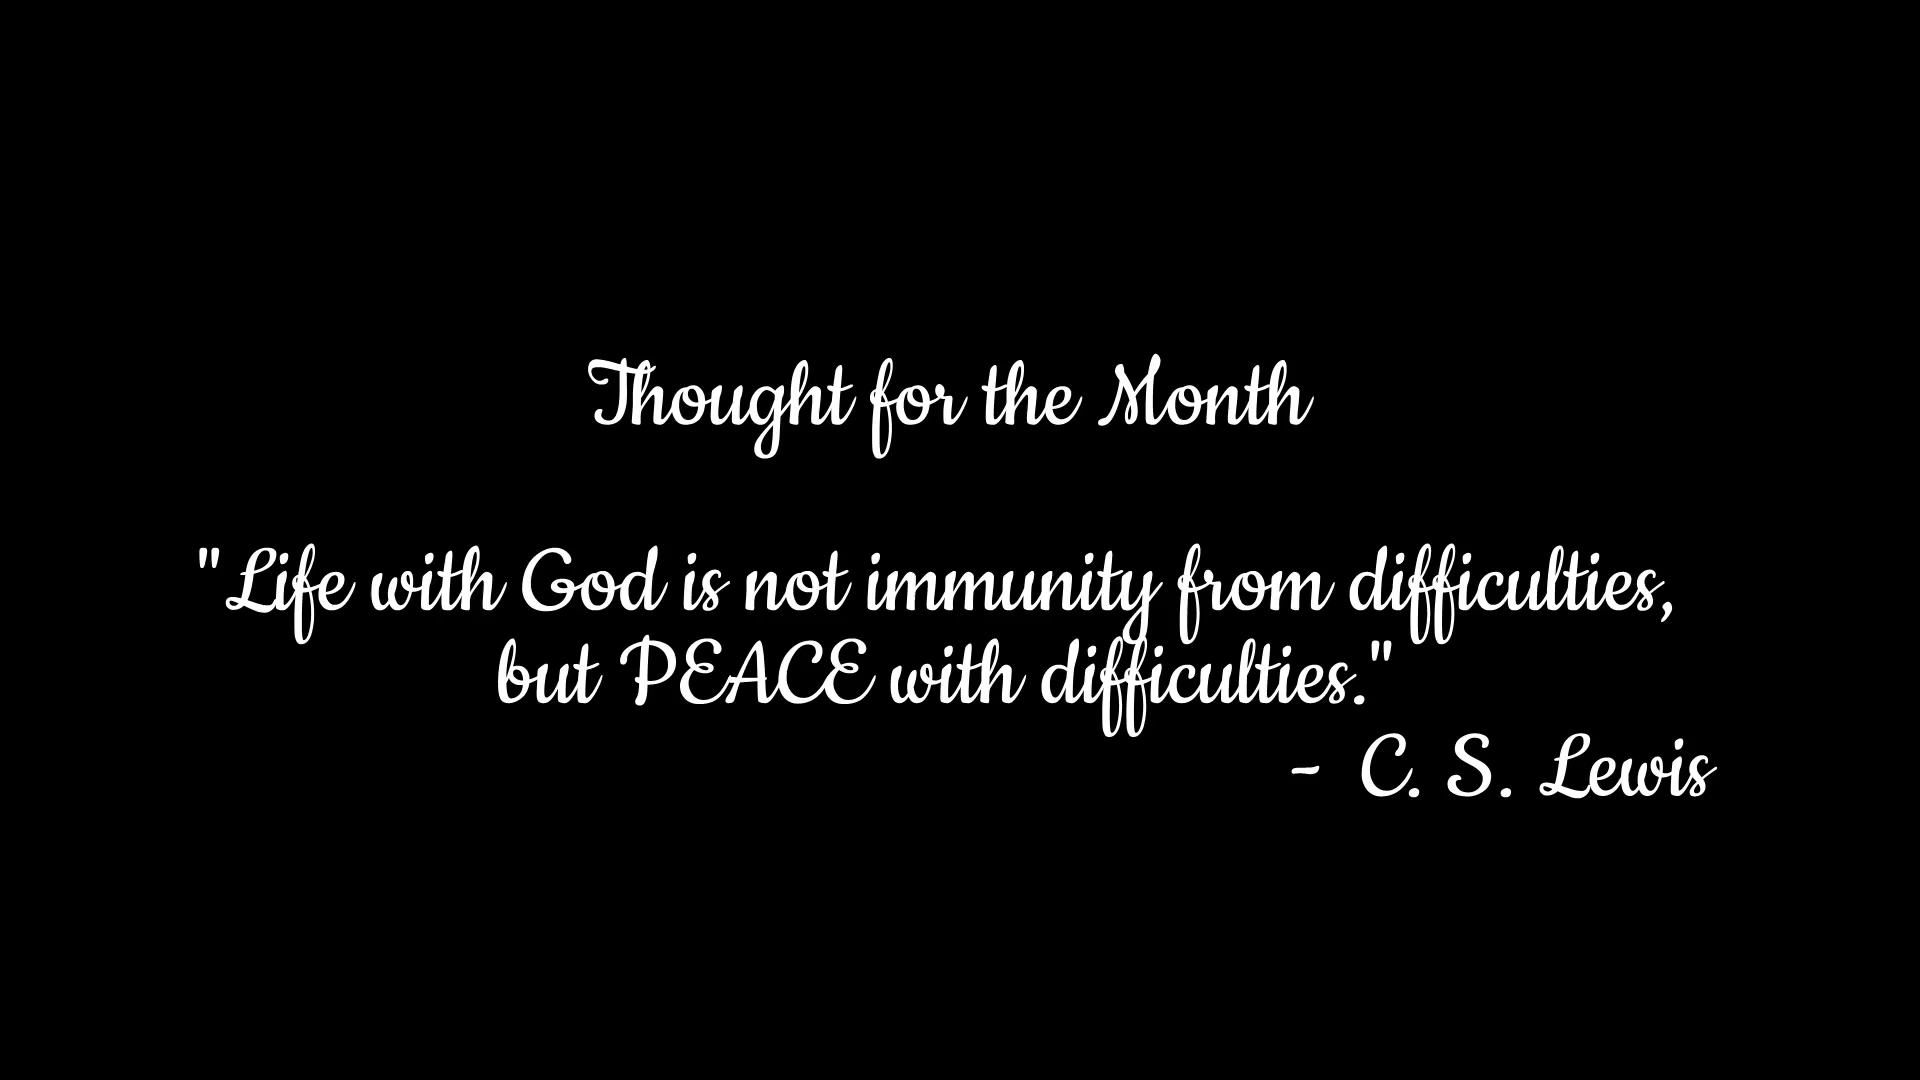 Thought for the Month
"Life with God is not immunity from difficulties,
but PEACE with difficulties."
- C. S. Lewis